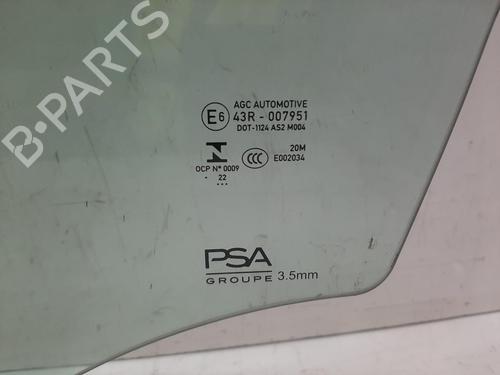 AGC AUTOMOTIVE
E6 43R - 007951
DOT-1124 AS2 M004
N CCC 20M
E002034
OCP N° 0009
- 22
...
PSA
GROUPE 3.5mm
B-PARTS